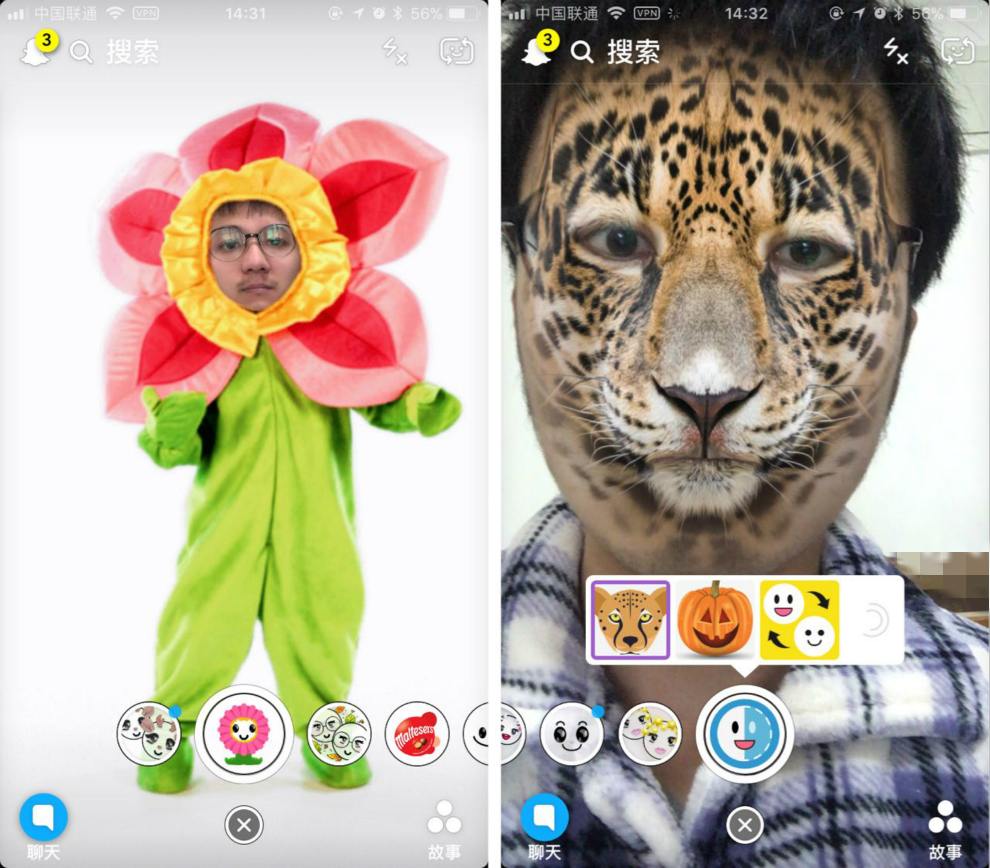 中国联通 VPN 14:31 56%
3 搜索
Maltesers
聊天 故事
中国联通 VPN 14:32 56%
3 搜索
聊天 故事